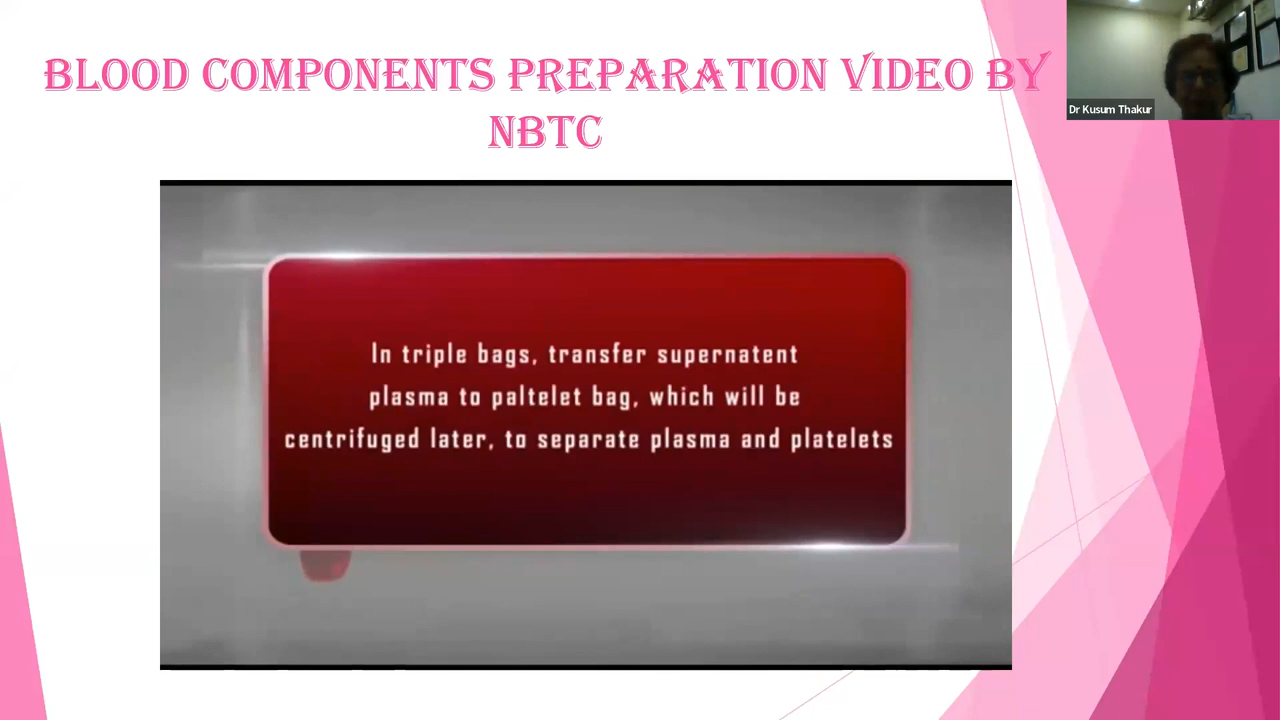 BLOOD COMPONENTS PREPARATION VIDEO BY
NBTC
Dr Kusum Thakur
In triple bags, transfer supernatent
plasma to paltelet bag, which will be
centrifuged later, to separate plasma and platelets